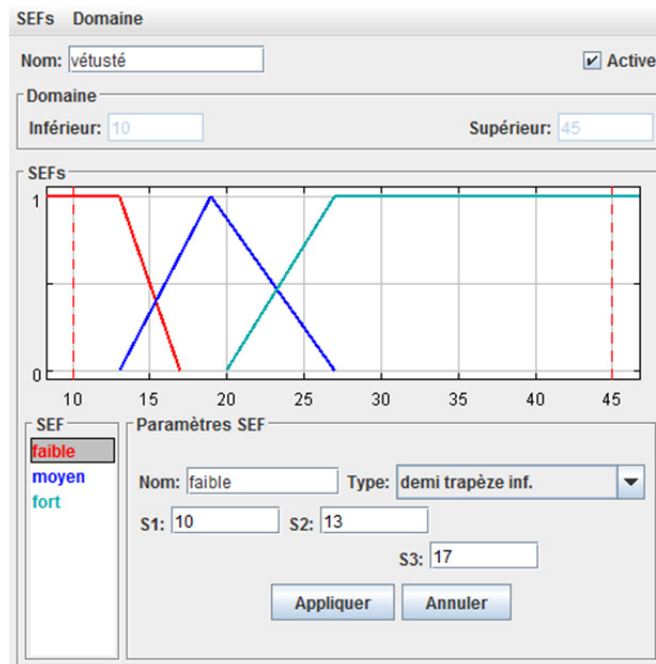 SEFs Domaine
Nom: vétusté Active
Domaine
Inférieur: 10 Supérieur: 45
SEFs
1
0
10 15 20 25 30 35 40 45
SEF
faible
moyen
fort
Paramètres SEF
Nom: faible Type: demi trapèze inf.
S1: 10 S2: 13
S3: 17
Appliquer Annuler